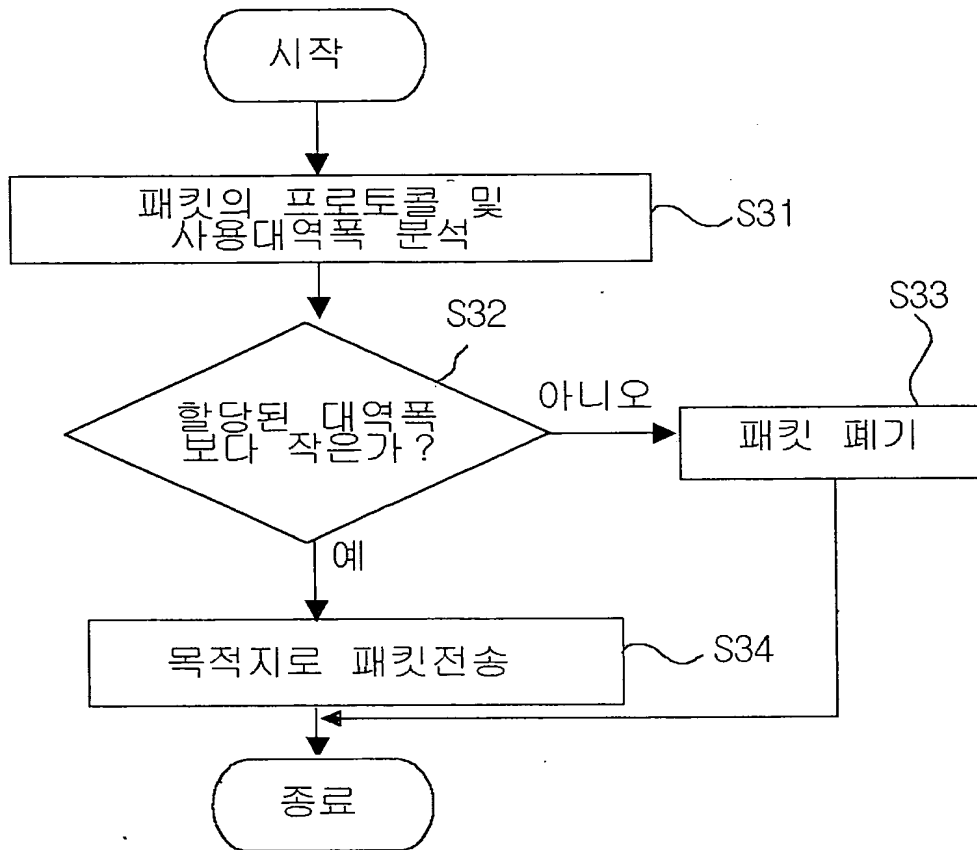 시작
패킷의 프로토콜 및
사용대역폭 분석
S31
S32
할당된 대역폭
보다 작은가?
아니오
S33
패킷 폐기
예
목적지로 패킷전송
S34
종료